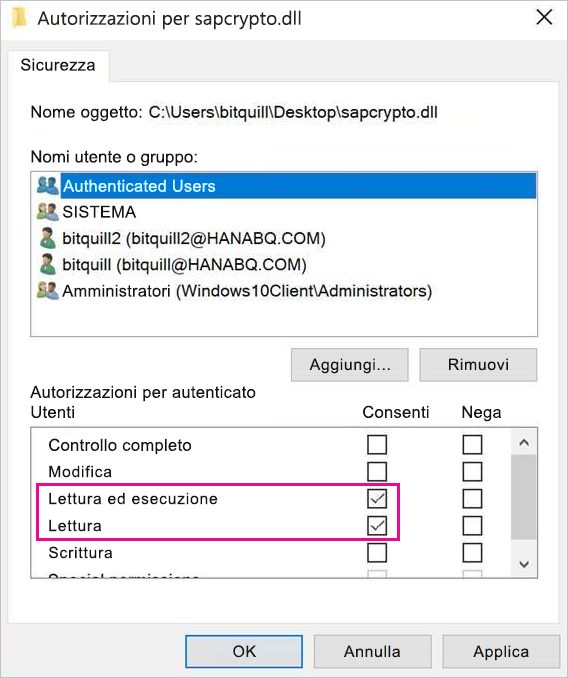 Autorizzazioni per sapcrypto.dll
Sicurezza
Nome oggetto: C:\Users\bitquill\Desktop\sapcrypto.dll
Nomi utente o gruppo:
Authenticated Users
SISTEMA
bitquill2 (bitquill2@HANABQ.COM)
bitquill (bitquill@HANABQ.COM)
Amministratori (Windows10Client\Administrators)
Aggiungi... Rimuovi
Autorizzazioni per autenticato
Utenti Consenti Nega
Controllo completo
Modifica
Lettura ed esecuzione
Lettura
Scrittura
Special permissions
OK Annulla Applica